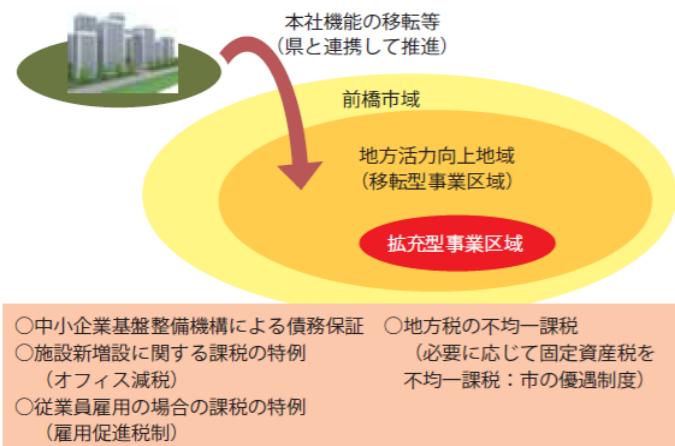 本社機能の移転等
（県と連携して推進）
前橋市域
地方活力向上地域
（移転型事業区域）
拡充型事業区域
○中小企業基盤整備機構による債務保証
○施設新増設に関する課税の特例
（オフィス減税）
○従業員雇用の場合の課税の特例
（雇用促進税制）
○地方税の不均一課税
（必要に応じて固定資産税を
不均一課税：市の優遇制度）